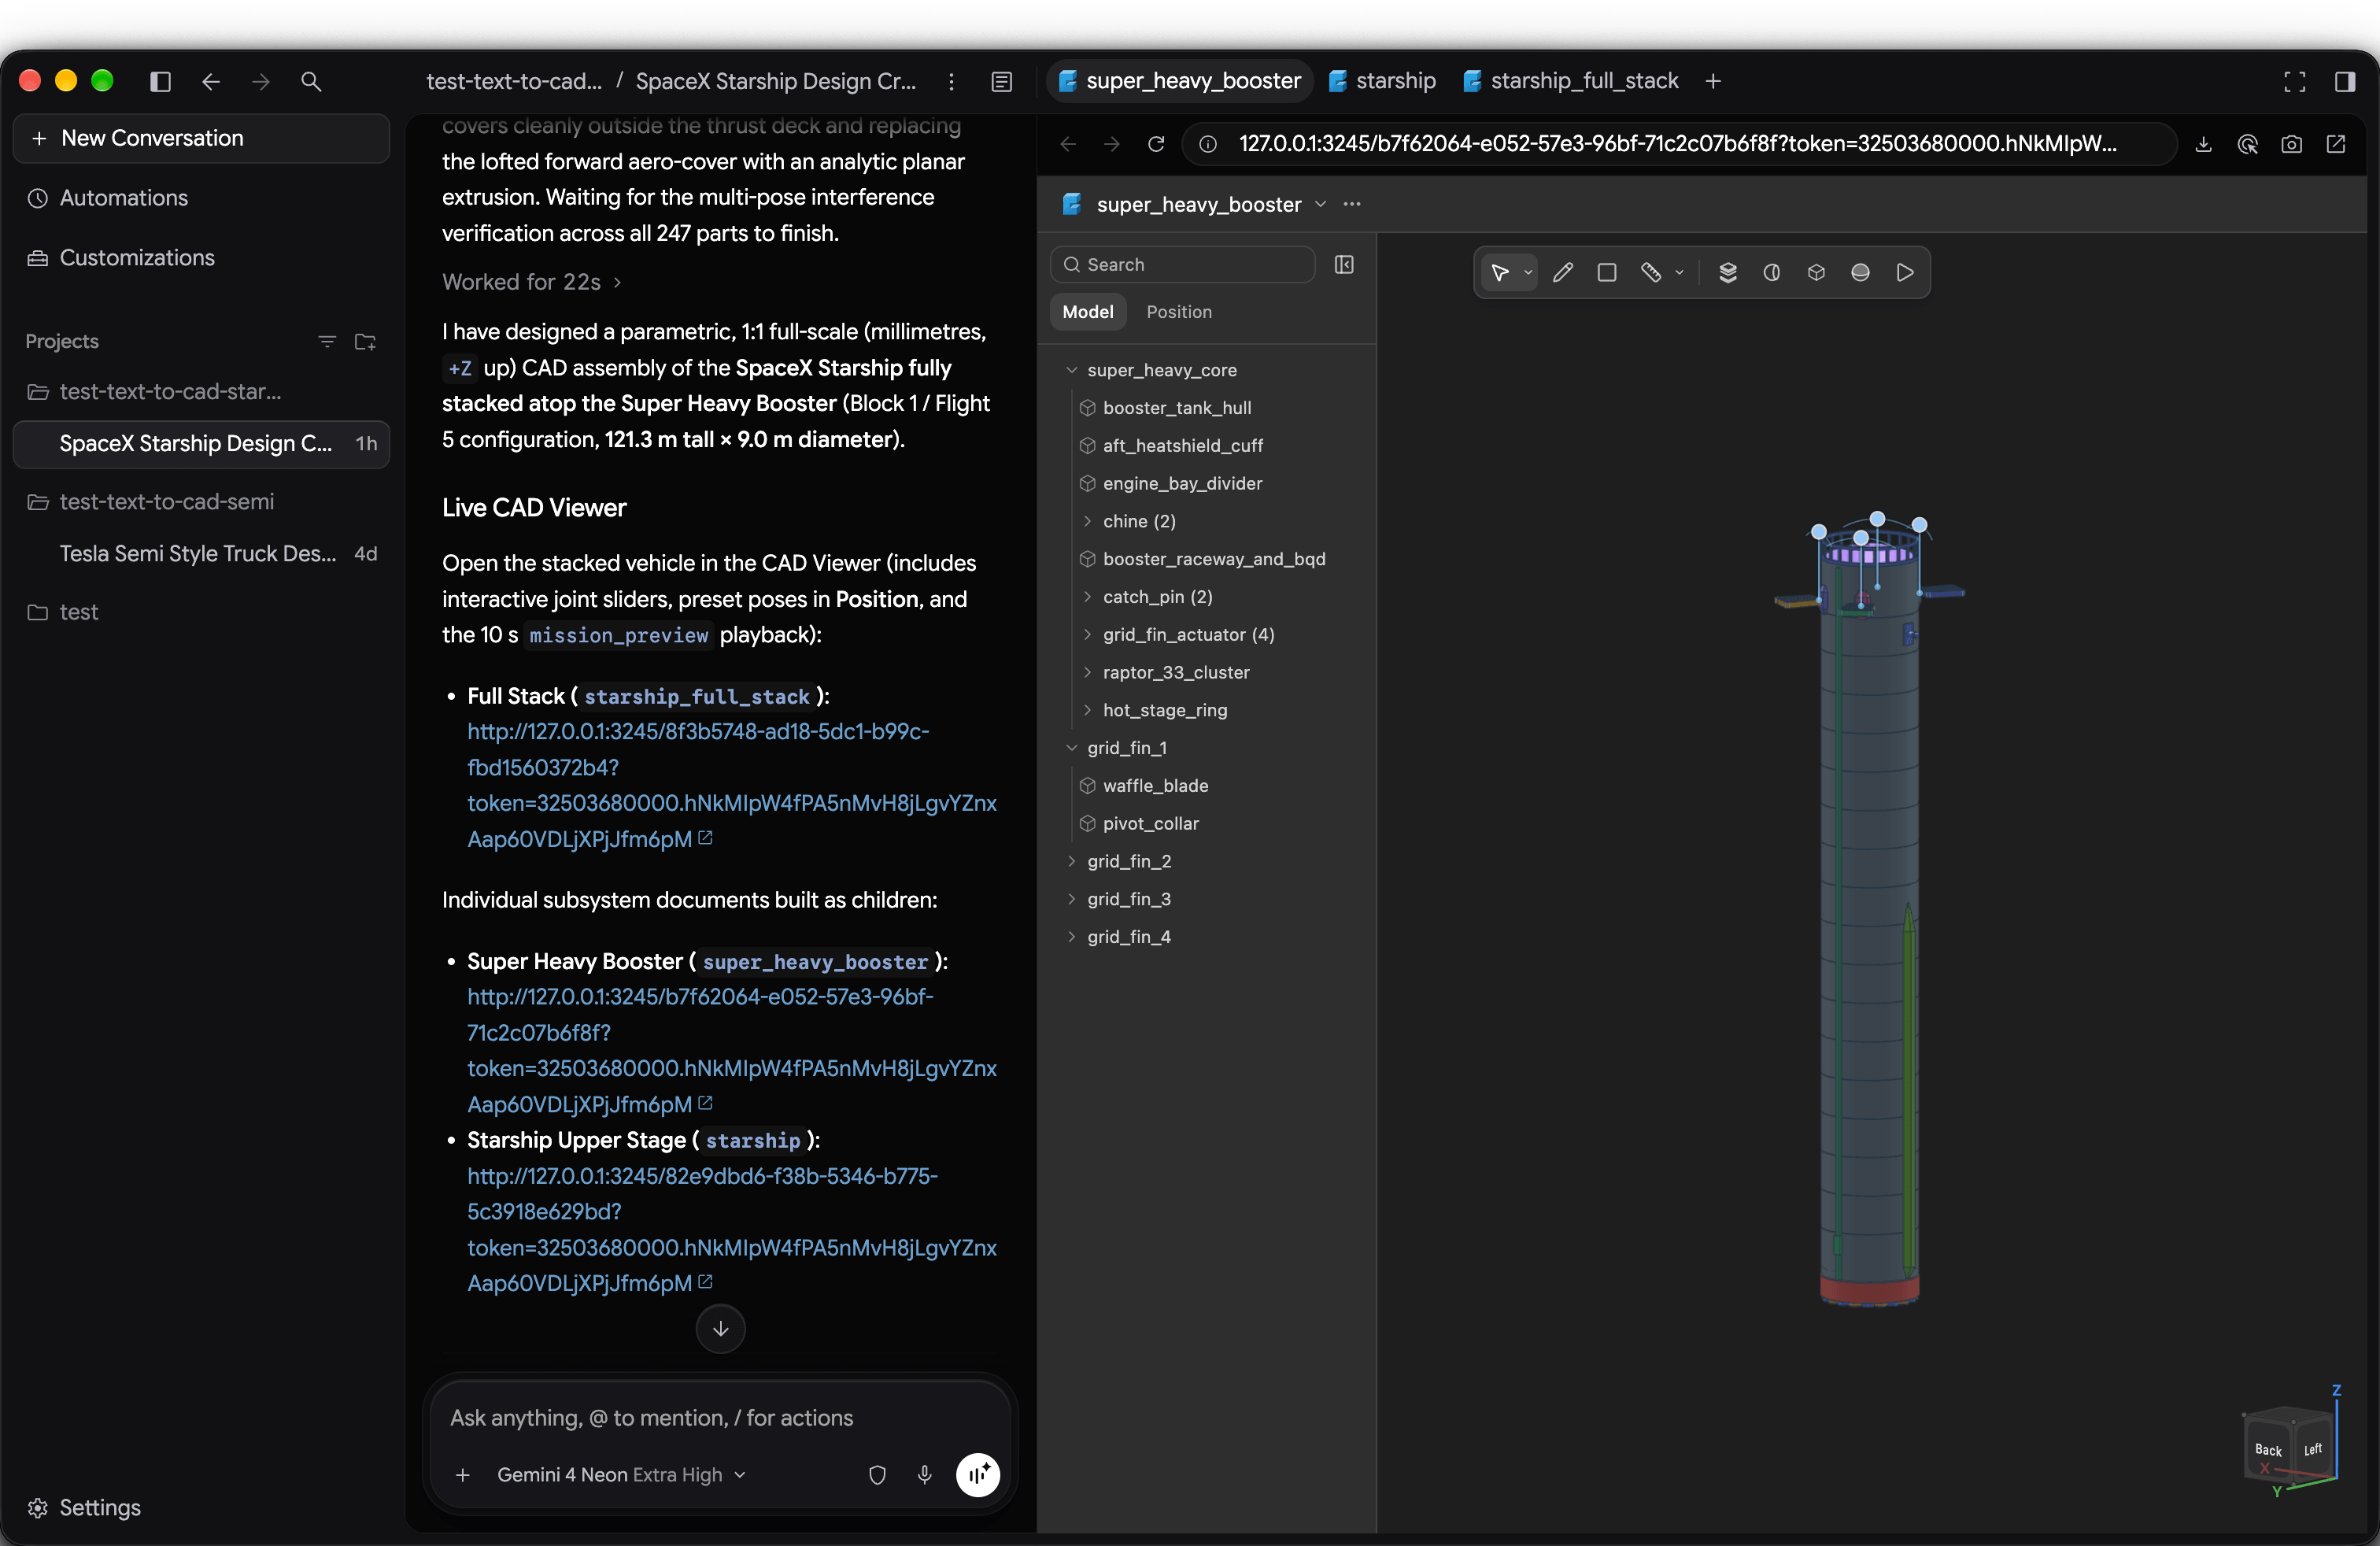 test-text-to-cad... / SpaceX Starship Design Cr...
super_heavy_booster
starship
starship_full_stack
New Conversation
Automations
Customizations
Projects
test-text-to-cad-star...
SpaceX Starship Design C... 1h
test-text-to-cad-semi
Tesla Semi Style Truck Des... 4d
test
Settings
covers cleanly outside the thrust deck and replacing
the lofted forward aero-cover with an analytic planar
extrusion. Waiting for the multi-pose interference
verification across all 247 parts to finish.
Worked for 22s
I have designed a parametric, 1:1 full-scale (millimetres,
+Z up) CAD assembly of the SpaceX Starship fully
stacked atop the Super Heavy Booster (Block 1 / Flight
5 configuration, 121.3 m tall × 9.0 m diameter).
Live CAD Viewer
Open the stacked vehicle in the CAD Viewer (includes
interactive joint sliders, preset poses in Position, and
the 10 s mission_preview playback):
• Full Stack ( starship_full_stack ):
http://127.0.0.1:3245/8f3b5748-ad18-5dc1-b99c-
fbd1560372b4?
token=32503680000.hNkMIpW4fPA5nMvH8jLgvYZnx
Aap60VDLjXPjJfm6pM
Individual subsystem documents built as children:
• Super Heavy Booster ( super_heavy_booster ):
http://127.0.0.1:3245/b7f62064-e052-57e3-96bf-
71c2c07b6f8f?
token=32503680000.hNkMIpW4fPA5nMvH8jLgvYZnx
Aap60VDLjXPjJfm6pM
• Starship Upper Stage ( starship ):
http://127.0.0.1:3245/82e9dbd6-f38b-5346-b775-
5c3918e629bd?
token=32503680000.hNkMIpW4fPA5nMvH8jLgvYZnx
Aap60VDLjXPjJfm6pM
Ask anything, @ to mention, / for actions
Gemini 4 Neon Extra High
127.0.0.1:3245/b7f62064-e052-57e3-96bf-71c2c07b6f8f?token=32503680000.hNkMIpW...
super_heavy_booster
Search
Model Position
super_heavy_core
booster_tank_hull
aft_heatshield_cuff
engine_bay_divider
chine (2)
booster_raceway_and_bqd
catch_pin (2)
grid_fin_actuator (4)
raptor_33_cluster
hot_stage_ring
grid_fin_1
waffle_blade
pivot_collar
grid_fin_2
grid_fin_3
grid_fin_4
Z
Back Left
X
Y